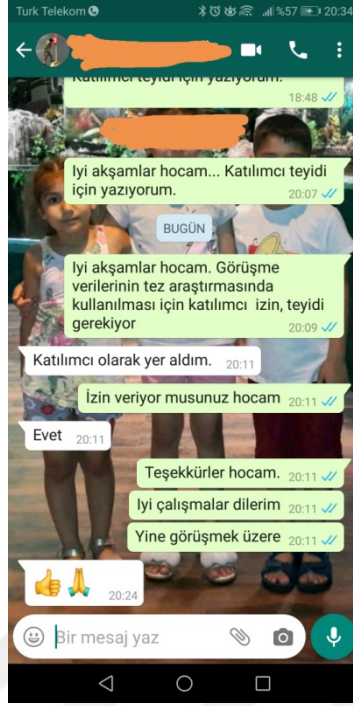 Turk Telekom %57 20:34
Katılımcı teyidi için yazıyorum.
18:48
Iyi akşamlar hocam... Katılımcı teyidi
için yazıyorum.
20:07
BUGÜN
Iyi akşamlar hocam. Görüşme
verilerinin tez araştırmasında
kullanılması için katılımcı izin, teyidi
gerekiyor
20:09
Katılımcı olarak yer aldım. 20:11
İzin veriyor musunuz hocam 20:11
Evet 20:11
Teşekkürler hocam. 20:11
Iyi çalışmalar dilerim 20:11
Yine görüşmek üzere 20:11
👍🙏
20:24
Bir mesaj yaz